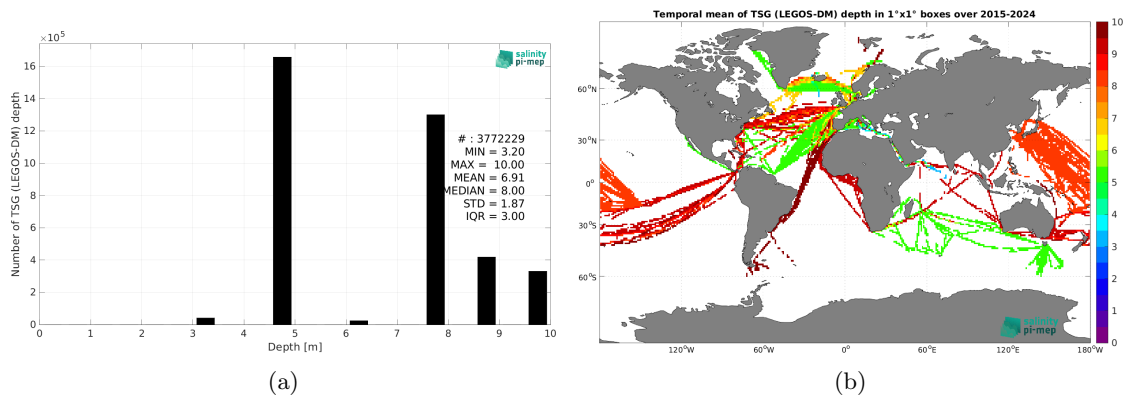 ×10⁵
salinity
pi-mep
16
14
12
10
8
6
4
2
0
Number of TSG (LEGOS-DM) depth
# : 3772229
MIN = 3.20
MAX = 10.00
MEAN = 6.91
MEDIAN = 8.00
STD = 1.87
IQR = 3.00
0 1 2 3 4 5 6 7 8 9 10
Depth [m]
(a)
Temporal mean of TSG (LEGOS-DM) depth in 1°x1° boxes over 2015-2024
60°N
30°N
0°
30°S
60°S
120°W 60°W 0° 60°E 120°E 180°W
10
9
8
7
6
5
4
3
2
1
0
salinity
pi-mep
(b)